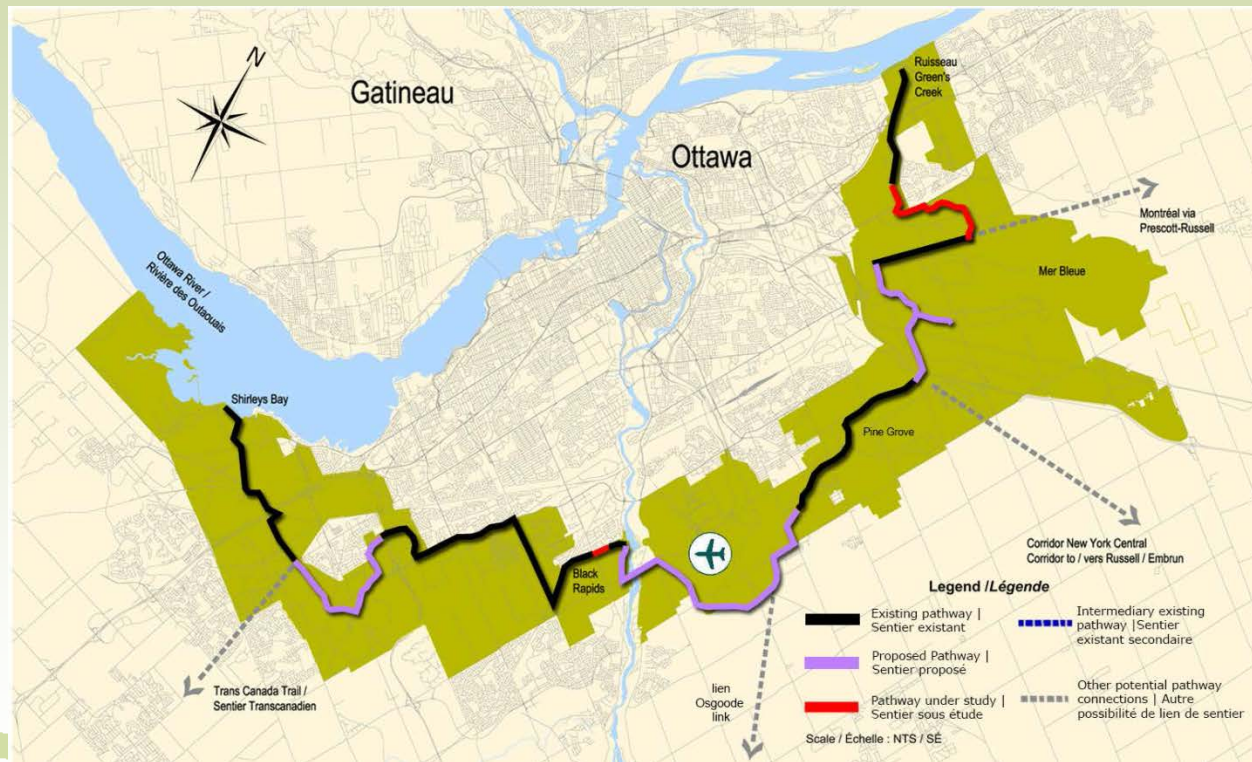 N
Gatineau
Ottawa
Ruisseau
Green's
Creek
Montréal via
Prescott-Russell
Mer Bleue
Ottawa River /
Rivière des Outaouais
Shirleys Bay
Pine Grove
Black
Rapids
Trans Canada Trail /
Sentier Transcanadien
lien
Osgoode
link
Corridor New York Central
Corridor to / vers Russell / Embrun
Legend /Légende
Existing pathway |
Sentier existant
Proposed Pathway |
Sentier proposé
Pathway under study |
Sentier sous étude
Intermediary existing
pathway |Sentier
existant secondaire
Other potential pathway
connections | Autre
possibilité de lien de sentier
Scale / Échelle : NTS / SÉ